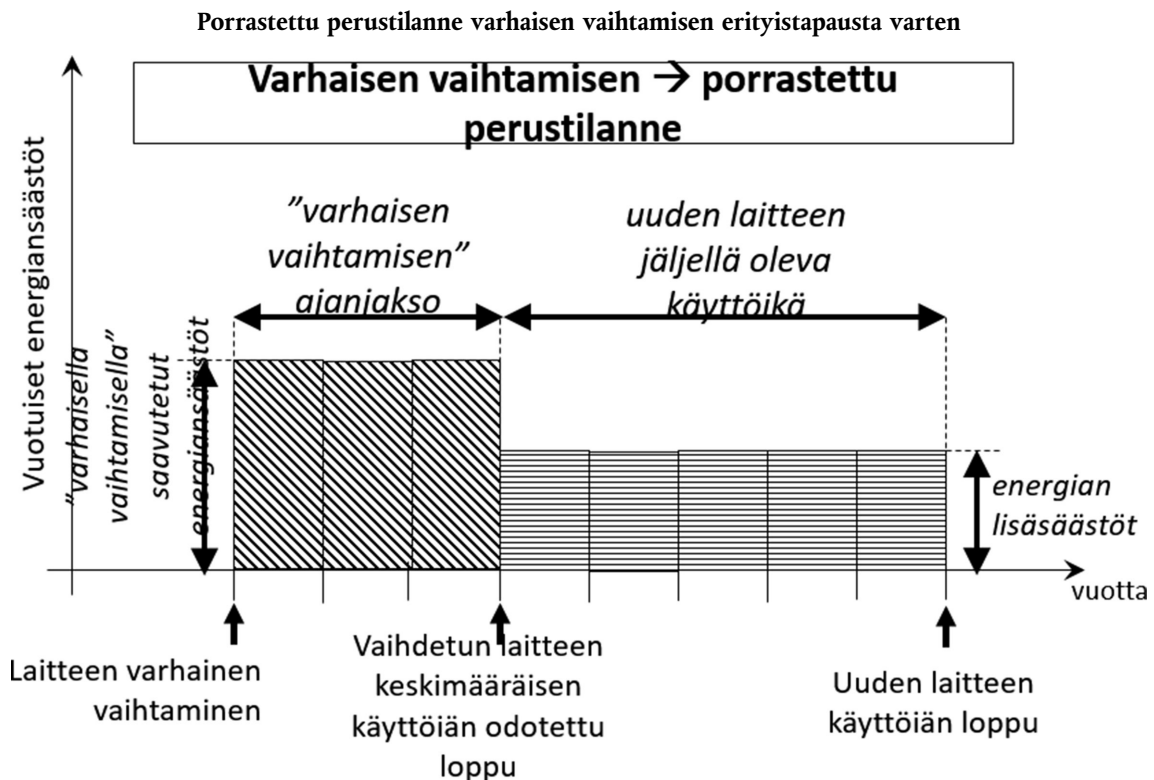 Porrastettu perustilanne varhaisen vaihtamisen erityistapausta varten
Varhaisen vaihtamisen → porrastettu
perustilanne
Vuotuiset energiansäästöt
”varhaisella
vaihtamisella”
saavutetut
energiansäästöt
”varhaisen
vaihtamisen”
ajanjakso
uuden laitteen
jäljellä oleva
käyttöikä
energian
lisäsäästöt
vuotta
Laitteen varhainen
vaihtaminen
Vaihdetun laitteen
keskimääräisen
käyttöiän odotettu
loppu
Uuden laitteen
käyttöiän loppu